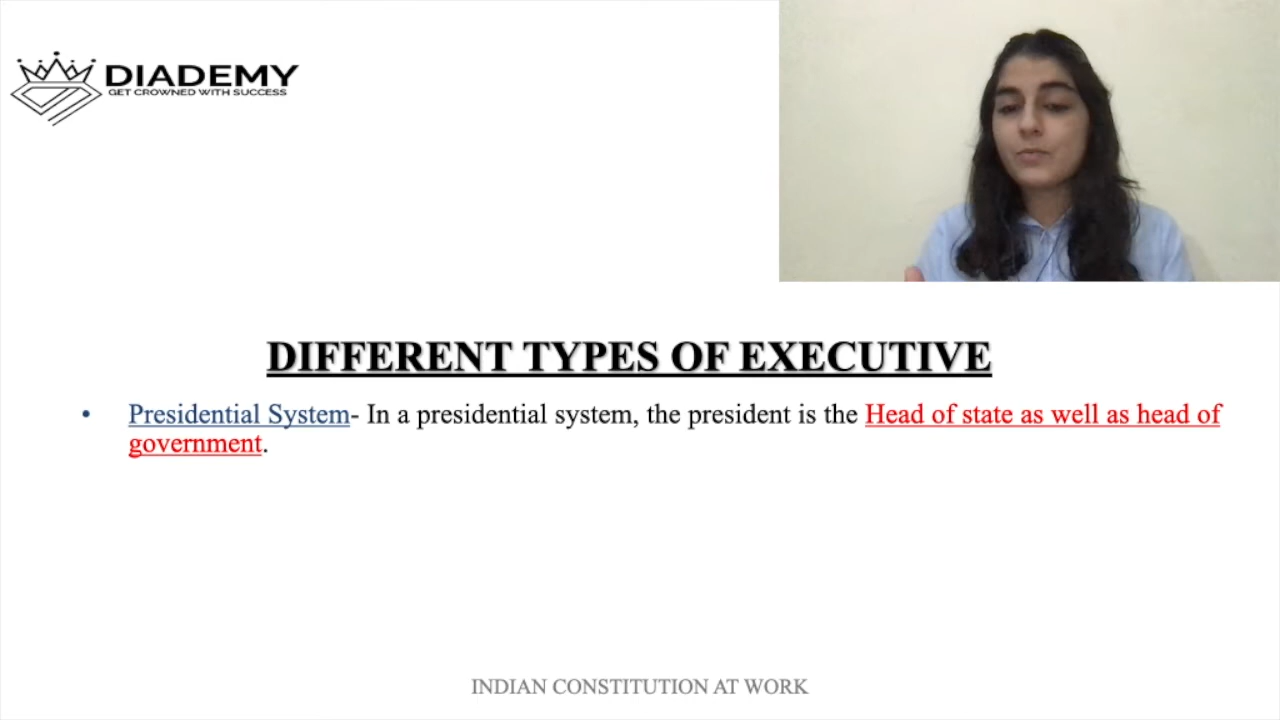 DIADEMY
GET CROWNED WITH SUCCESS
DIFFERENT TYPES OF EXECUTIVE
• Presidential System- In a presidential system, the president is the Head of state as well as head of
government.
INDIAN CONSTITUTION AT WORK